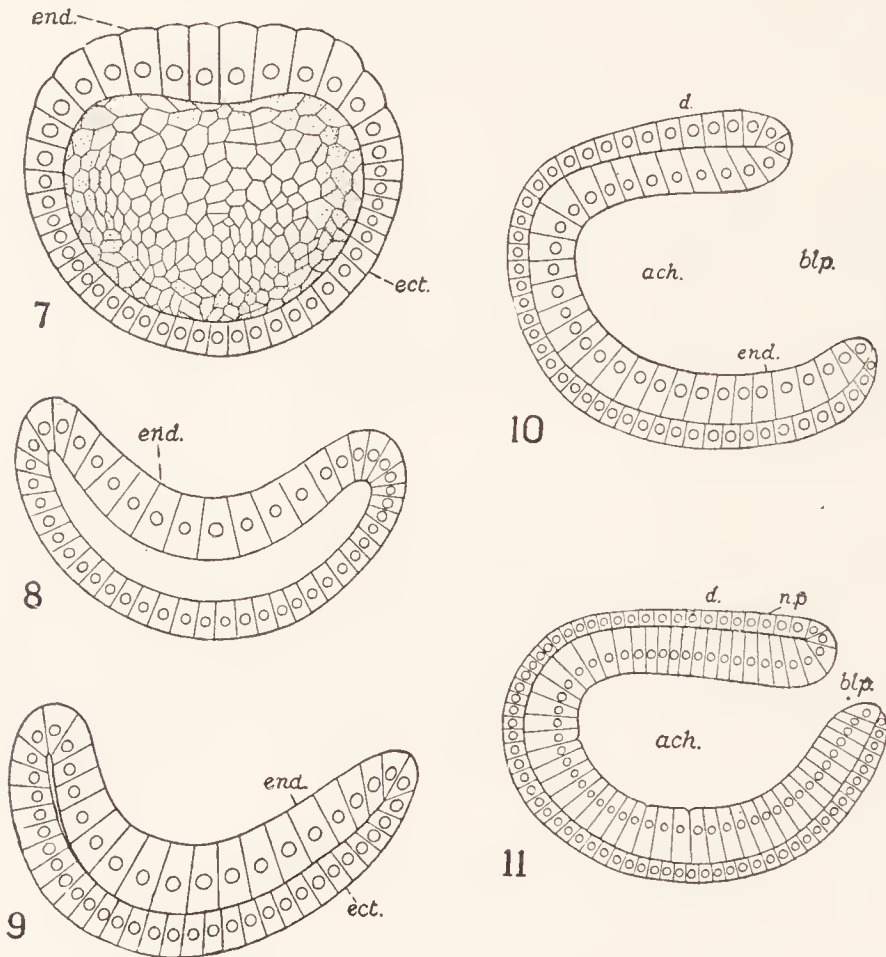 end.
ect.
7
end.
8
end.
ect.
9
d.
ach.
blp.
end.
10
d.
n.p
blp.
ach.
11